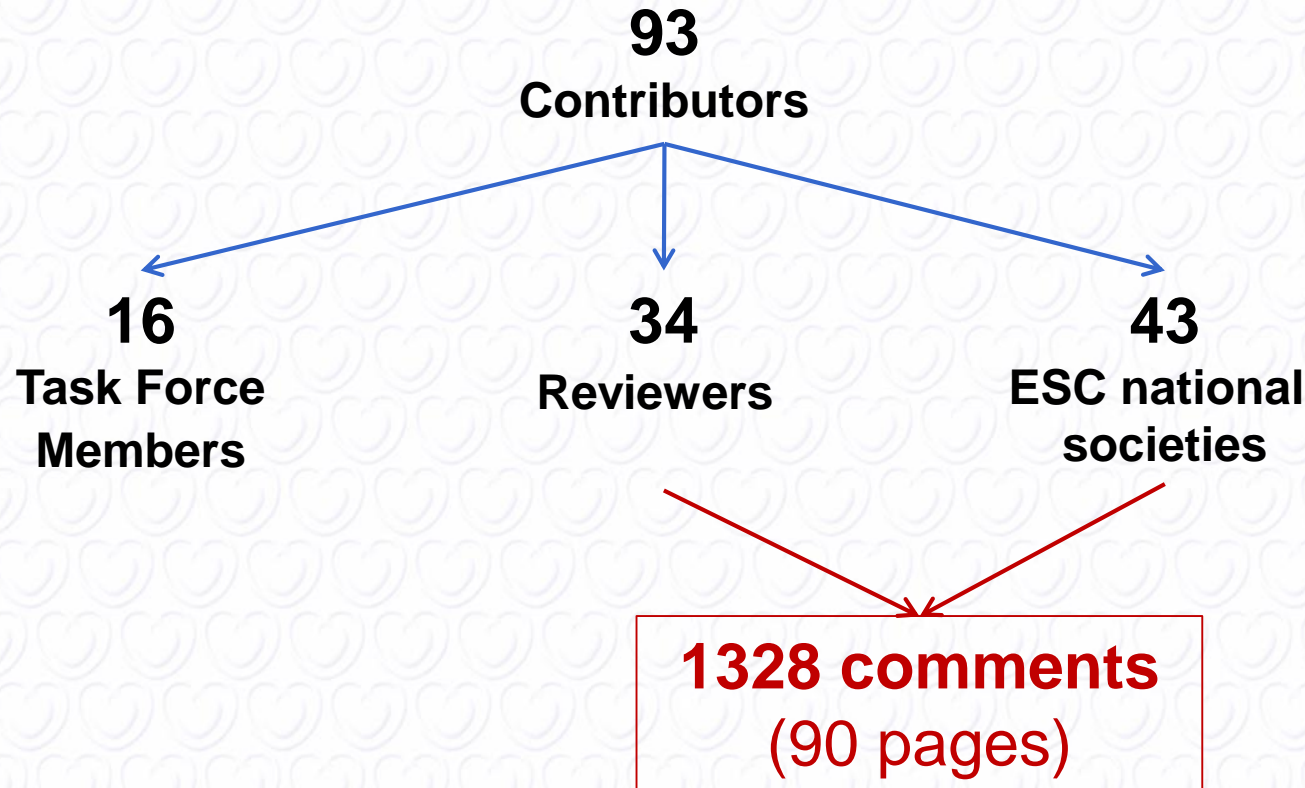 93
Contributors
16
Task Force
Members
34
Reviewers
43
ESC national
societies
1328 comments
(90 pages)